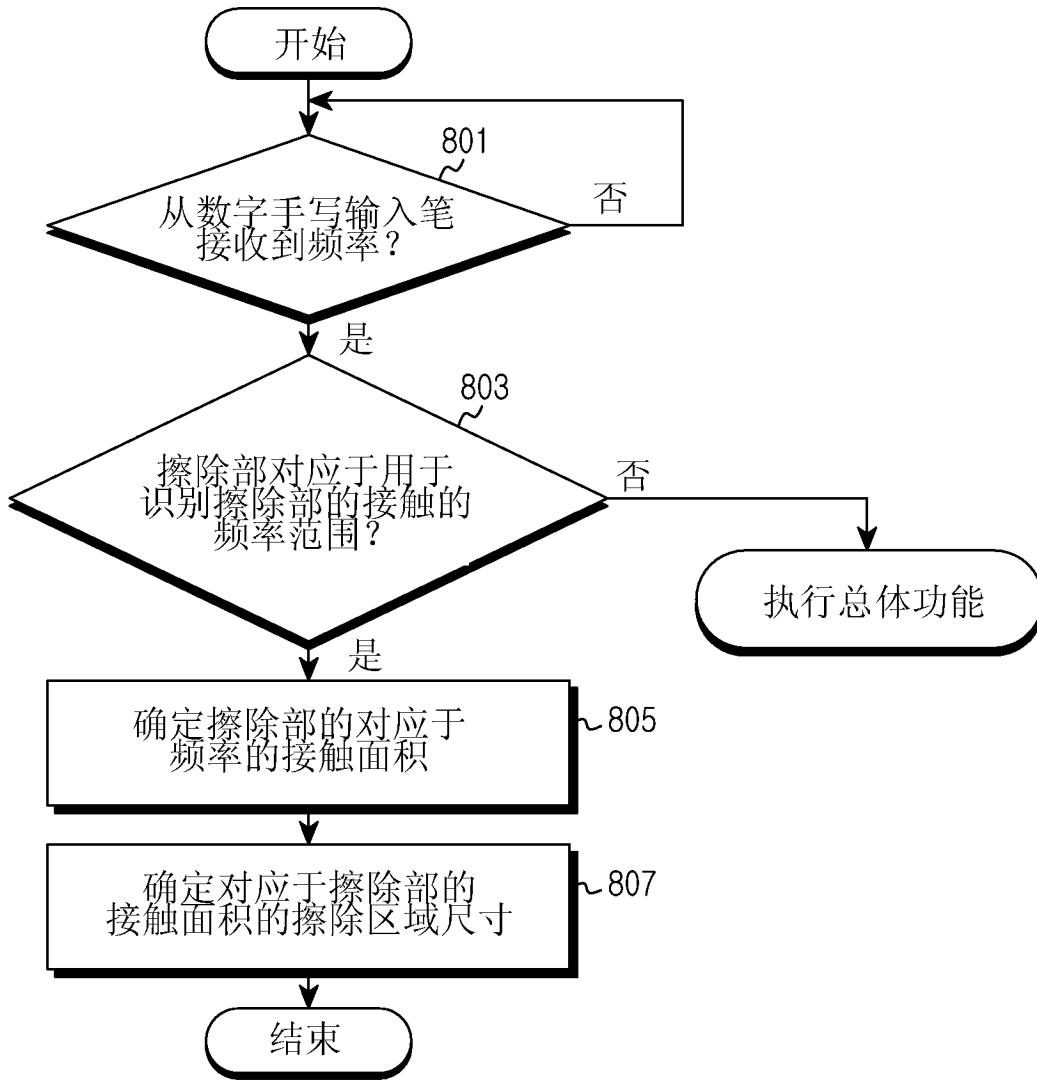 开始
801
从数字手写输入笔
接收到频率？
否
是
803
擦除部对应于用于
识别擦除部的接触的
频率范围？
否
执行总体功能
是
确定擦除部的对应于
频率的接触面积
805
确定对应于擦除部的
接触面积的擦除区域尺寸
807
结束